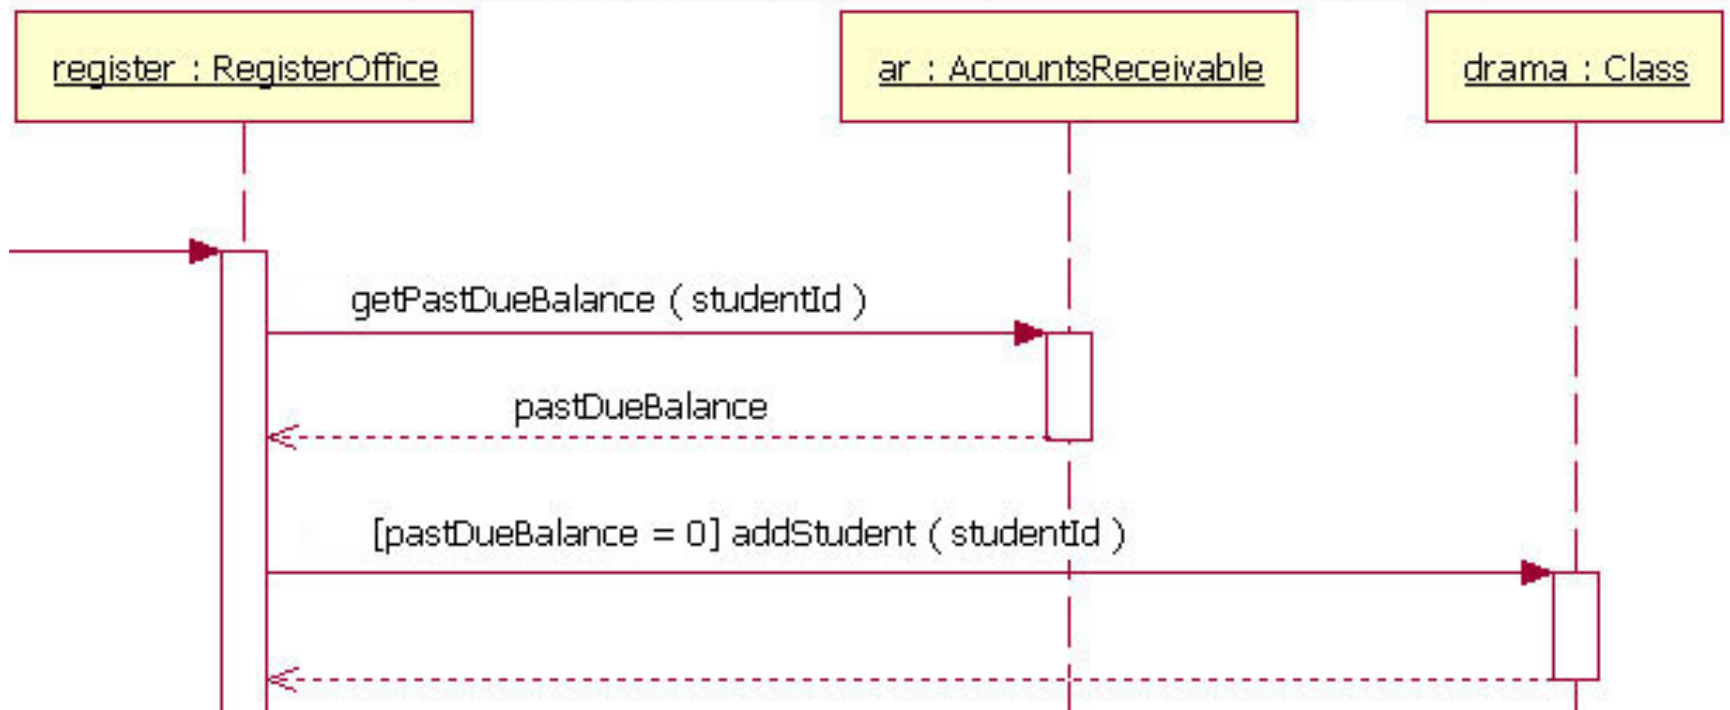 register : RegisterOffice
ar : AccountsReceivable
drama : Class
getPastDueBalance ( studentId )
pastDueBalance
[pastDueBalance = 0] addStudent ( studentId )